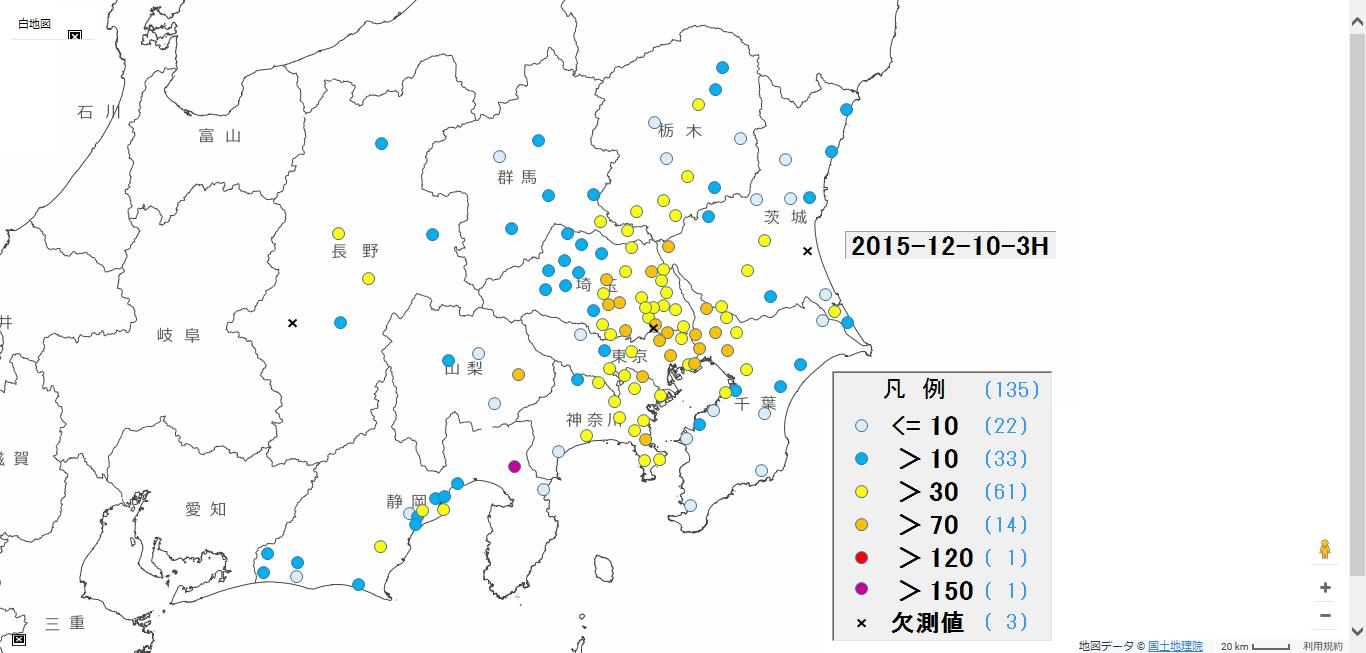 白地図
石 川
富 山
栃 木
群 馬
茨 城
長 野
2015-12-10-3H
埼 玉
井
岐 阜
東 京
山 梨
千 葉
神奈川
滋 賀
愛 知
静 岡
三 重
凡 例 (135)
<= 10 (22)
> 10 (33)
> 30 (61)
> 70 (14)
> 120 ( 1)
> 150 ( 1)
× 欠測値 ( 3)
地図データ © 国土地理院 20 km 利用規約